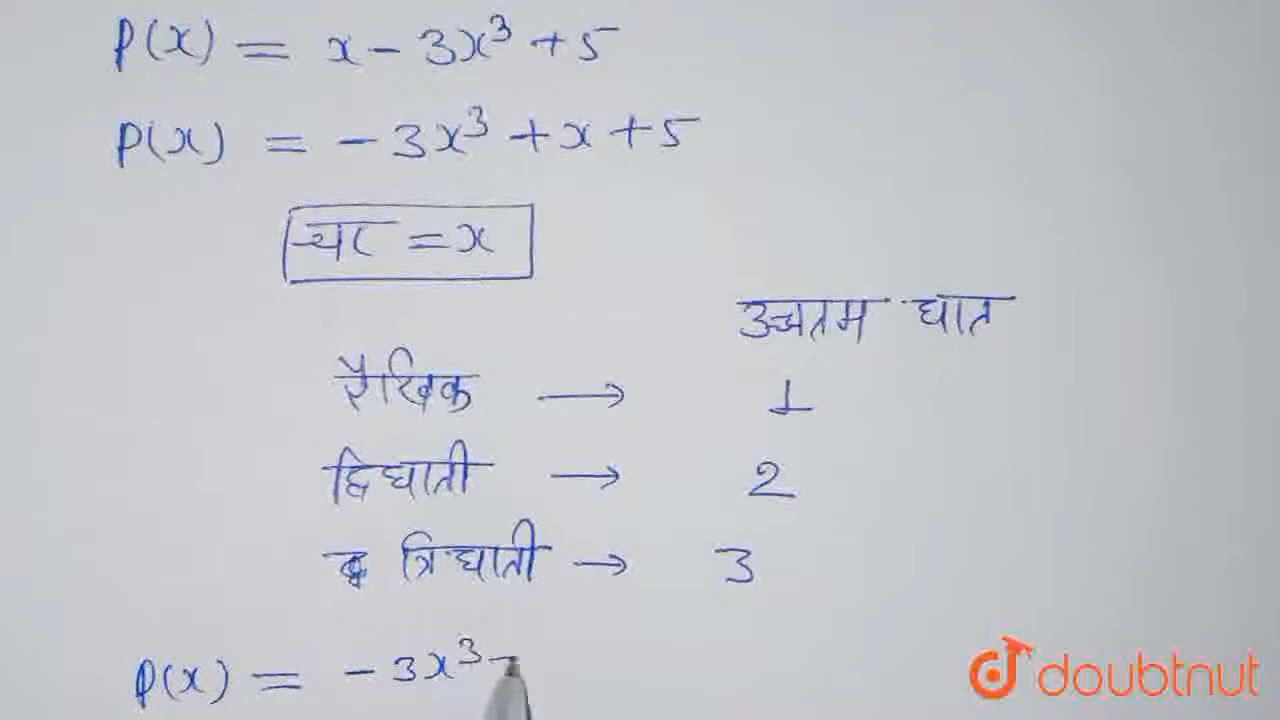 P(x) = x - 3x³ + 5
P(x) = - 3x³ + x + 5
चर = x
उच्चतम घात
रैखिक → 1
द्विघाती → 2
त्रिघाती → 3
P(x) = - 3x³
doubtnut